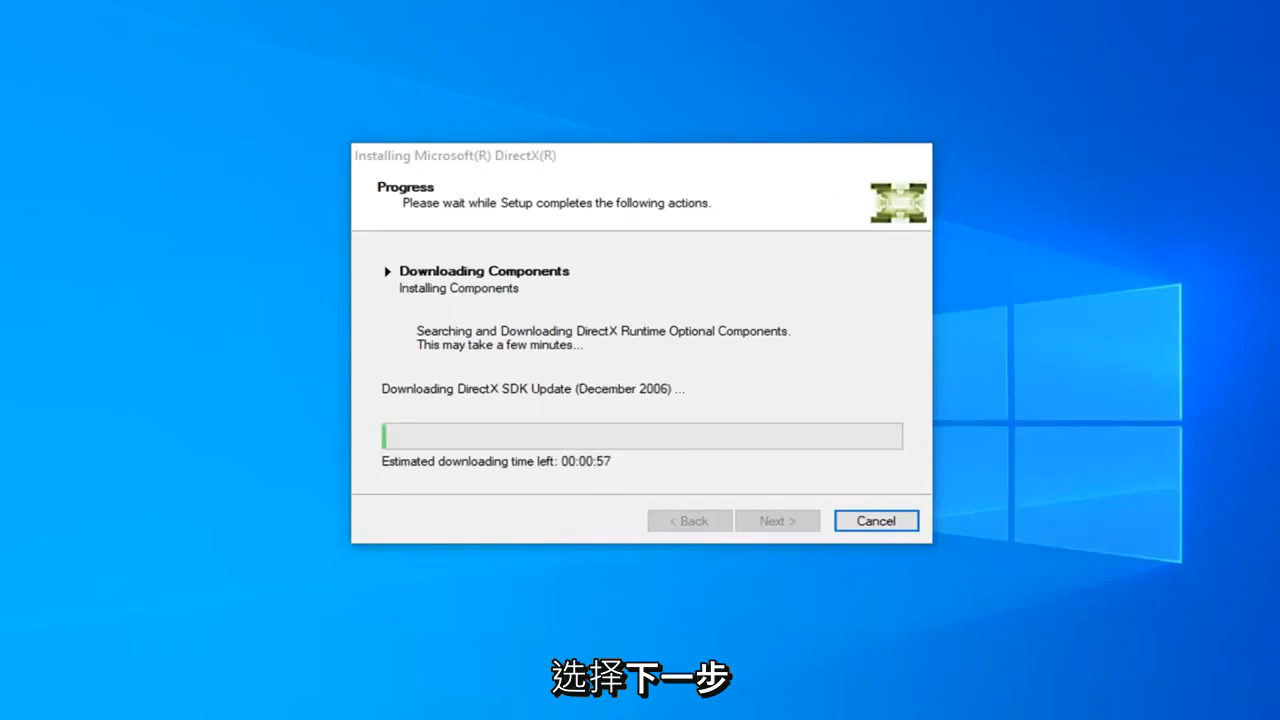 Installing Microsoft(R) DirectX(R)
Progress
Please wait while Setup completes the following actions.
Downloading Components
Installing Components
Searching and Downloading DirectX Runtime Optional Components.
This may take a few minutes...
Downloading DirectX SDK Update (December 2006) ...
Estimated downloading time left: 00:00:57
< Back
Next >
Cancel
选择下一步